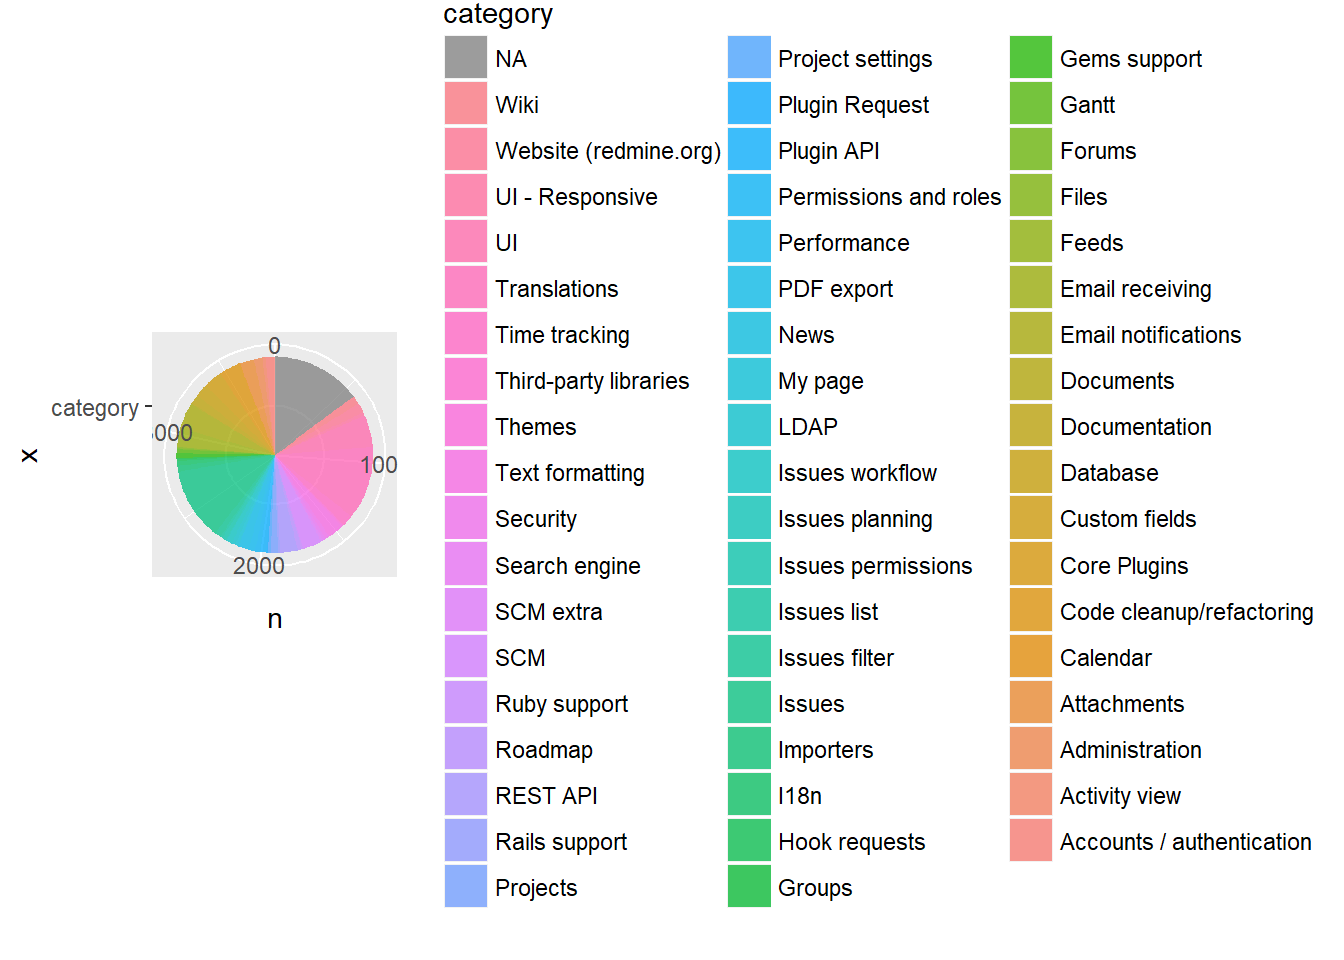 category
NA
Wiki
Website (redmine.org)
UI - Responsive
UI
Translations
Time tracking
Third-party libraries
Themes
Text formatting
Security
Search engine
SCM extra
SCM
Ruby support
Roadmap
REST API
Rails support
Projects
Project settings
Plugin Request
Plugin API
Permissions and roles
Performance
PDF export
News
My page
LDAP
Issues workflow
Issues planning
Issues permissions
Issues list
Issues filter
Issues
Importers
I18n
Hook requests
Groups
Gems support
Gantt
Forums
Files
Feeds
Email receiving
Email notifications
Documents
Documentation
Database
Custom fields
Core Plugins
Code cleanup/refactoring
Calendar
Attachments
Administration
Activity view
Accounts / authentication
0
category
100
2000
x
n